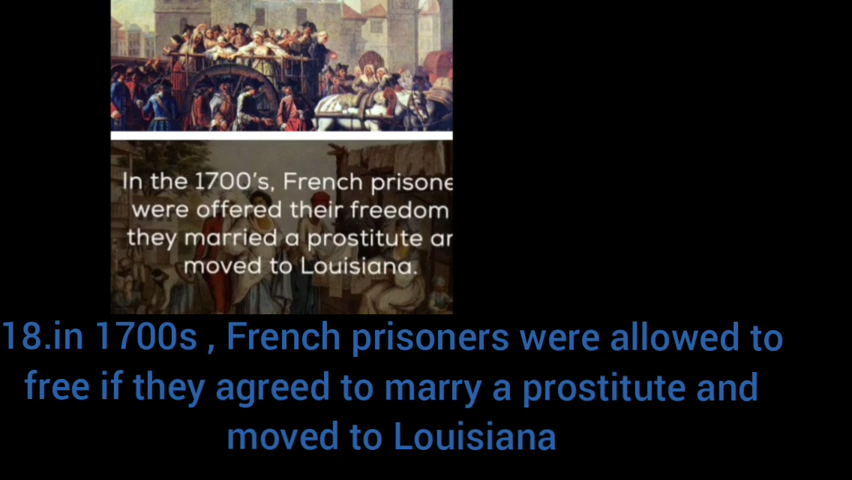 In the 1700's, French prisone
were offered their freedom
they married a prostitute ar
moved to Louisiana.
18.in 1700s , French prisoners were allowed to
free if they agreed to marry a prostitute and
moved to Louisiana